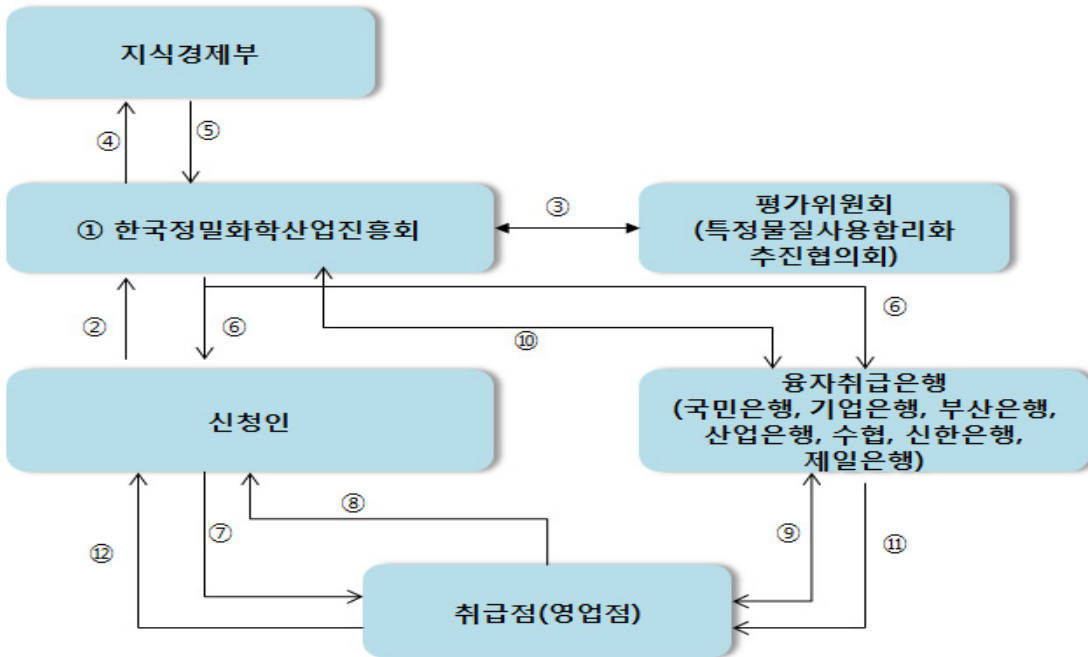 지식경제부
④
⑤
① 한국정밀화학산업진흥회
③
평가위원회
(특정물질사용합리화
추진협의회)
②
⑥
⑩
⑥
신청인
융자취급은행
(국민은행, 기업은행, 부산은행,
산업은행, 수협, 신한은행,
제일은행)
⑫
⑦
⑧
⑨
⑪
취급점(영업점)